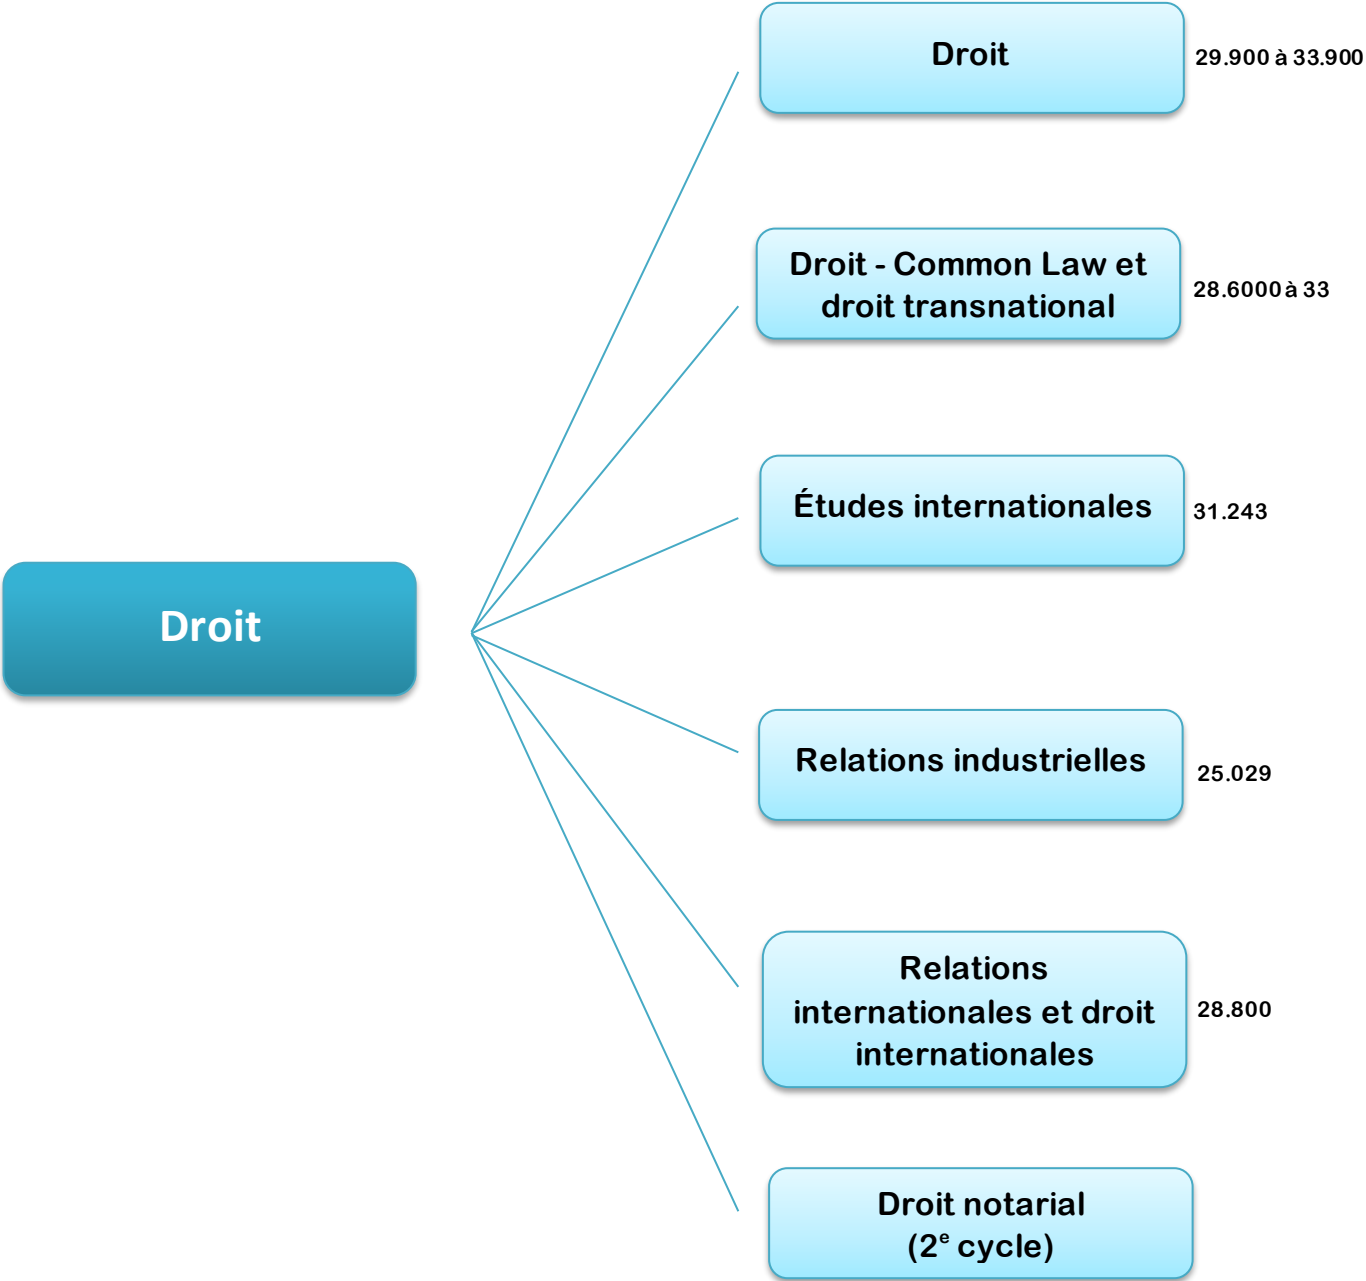 Droit
29.900 à 33.900
Droit - Common Law et
droit transnational
28.6000 à 33
Études internationales
31.243
Droit
Relations industrielles
25.029
Relations
internationales et droit
internationales
28.800
Droit notarial
(2e cycle)